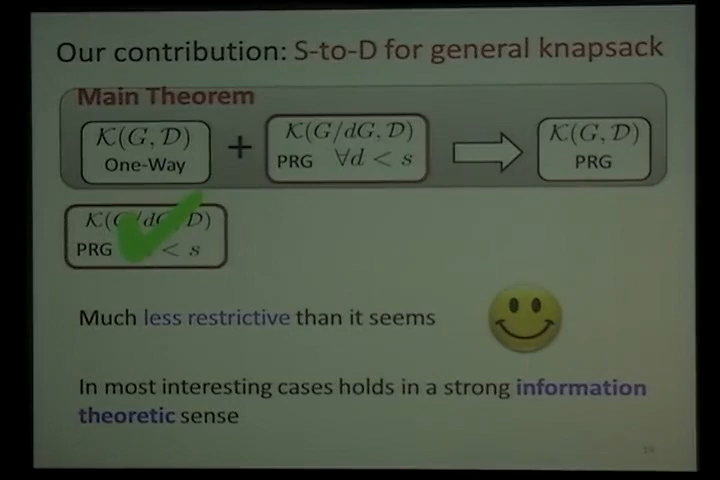 Our contribution: S-to-D for general knapsack
Main Theorem
K(G, D)
One-Way
+
K(G/dG, D)
PRG ∀d < s
K(G, D)
PRG
K(G/dG, D)
PRG < s
Much less restrictive than it seems
In most interesting cases holds in a strong information
theoretic sense